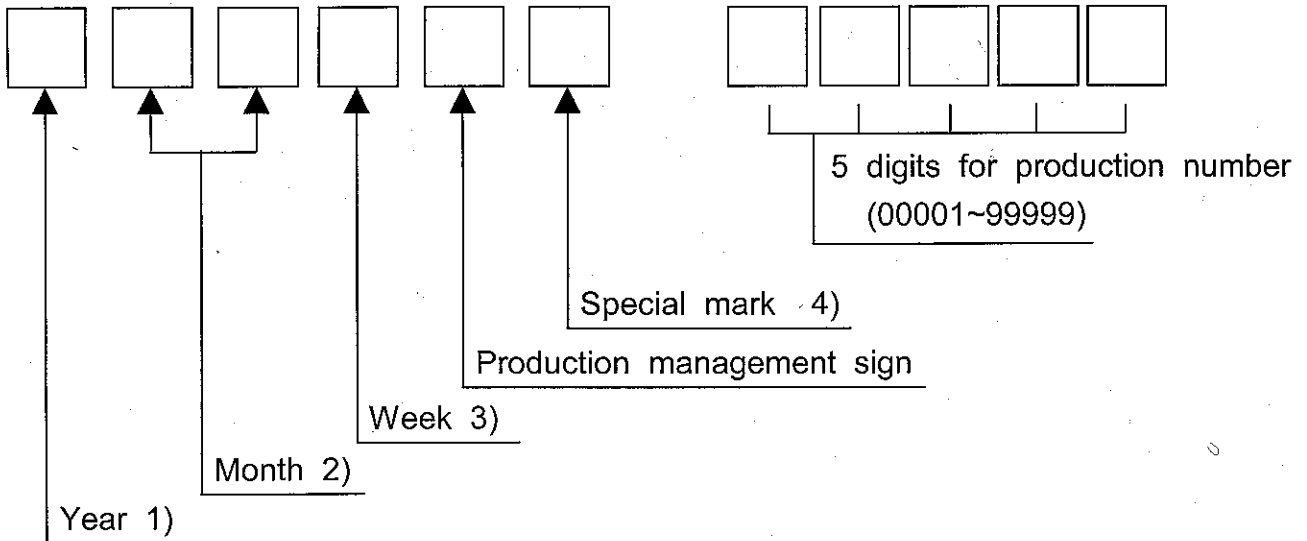 5 digits for production number
(00001~99999)
Special mark 4)
Production management sign
Week 3)
Month 2)
Year 1)